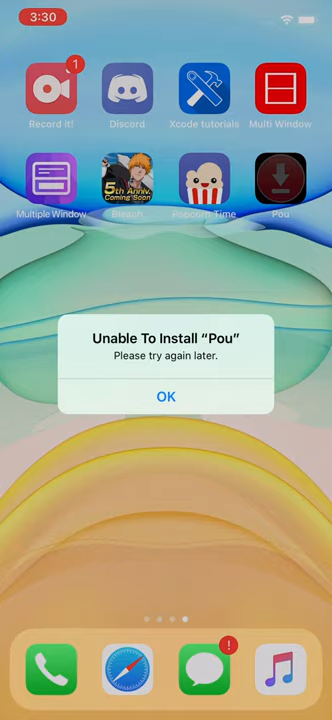 3:30
1
Record it!
Discord
Xcode tutorials
Multi Window
5th Anniv.
Coming Soon
Multiple Window
Bleach
Popcorn Time
Pou
Unable To Install “Pou”
Please try again later.
OK
!